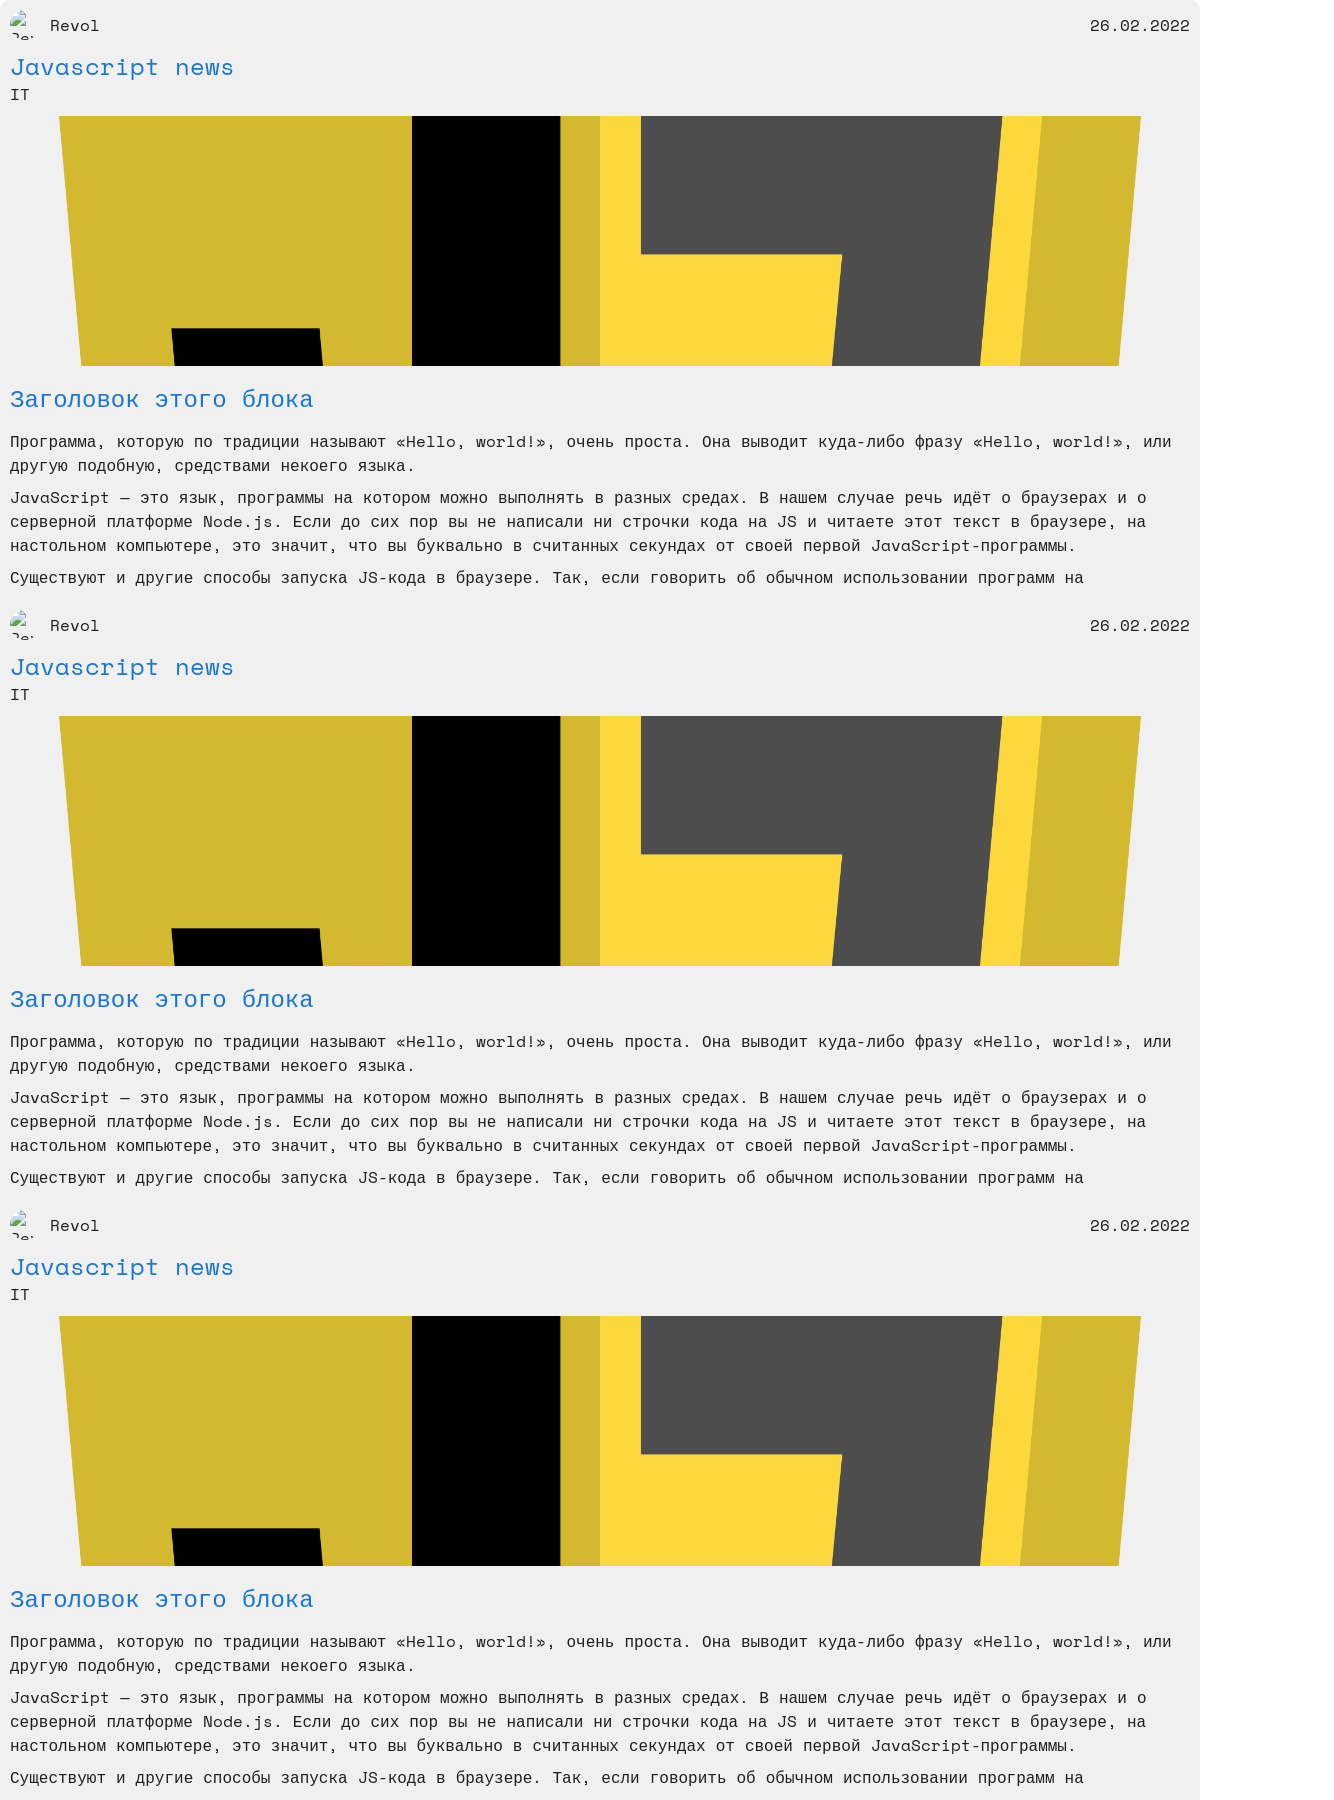 Revol
26.02.2022
Javascript news
IT
Заголовок этого блока
Программа, которую по традиции называют «Hello, world!», очень проста. Она выводит куда-либо фразу «Hello, world!», или
другую подобную, средствами некоего языка.
JavaScript — это язык, программы на котором можно выполнять в разных средах. В нашем случае речь идёт о браузерах и о
серверной платформе Node.js. Если до сих пор вы не написали ни строчки кода на JS и читаете этот текст в браузере, на
настольном компьютере, это значит, что вы буквально в считанных секундах от своей первой JavaScript-программы.
Существуют и другие способы запуска JS-кода в браузере. Так, если говорить об обычном использовании программ на
Revol
26.02.2022
Javascript news
IT
Заголовок этого блока
Программа, которую по традиции называют «Hello, world!», очень проста. Она выводит куда-либо фразу «Hello, world!», или
другую подобную, средствами некоего языка.
JavaScript — это язык, программы на котором можно выполнять в разных средах. В нашем случае речь идёт о браузерах и о
серверной платформе Node.js. Если до сих пор вы не написали ни строчки кода на JS и читаете этот текст в браузере, на
настольном компьютере, это значит, что вы буквально в считанных секундах от своей первой JavaScript-программы.
Существуют и другие способы запуска JS-кода в браузере. Так, если говорить об обычном использовании программ на
Revol
26.02.2022
Javascript news
IT
Заголовок этого блока
Программа, которую по традиции называют «Hello, world!», очень проста. Она выводит куда-либо фразу «Hello, world!», или
другую подобную, средствами некоего языка.
JavaScript — это язык, программы на котором можно выполнять в разных средах. В нашем случае речь идёт о браузерах и о
серверной платформе Node.js. Если до сих пор вы не написали ни строчки кода на JS и читаете этот текст в браузере, на
настольном компьютере, это значит, что вы буквально в считанных секундах от своей первой JavaScript-программы.
Существуют и другие способы запуска JS-кода в браузере. Так, если говорить об обычном использовании программ на